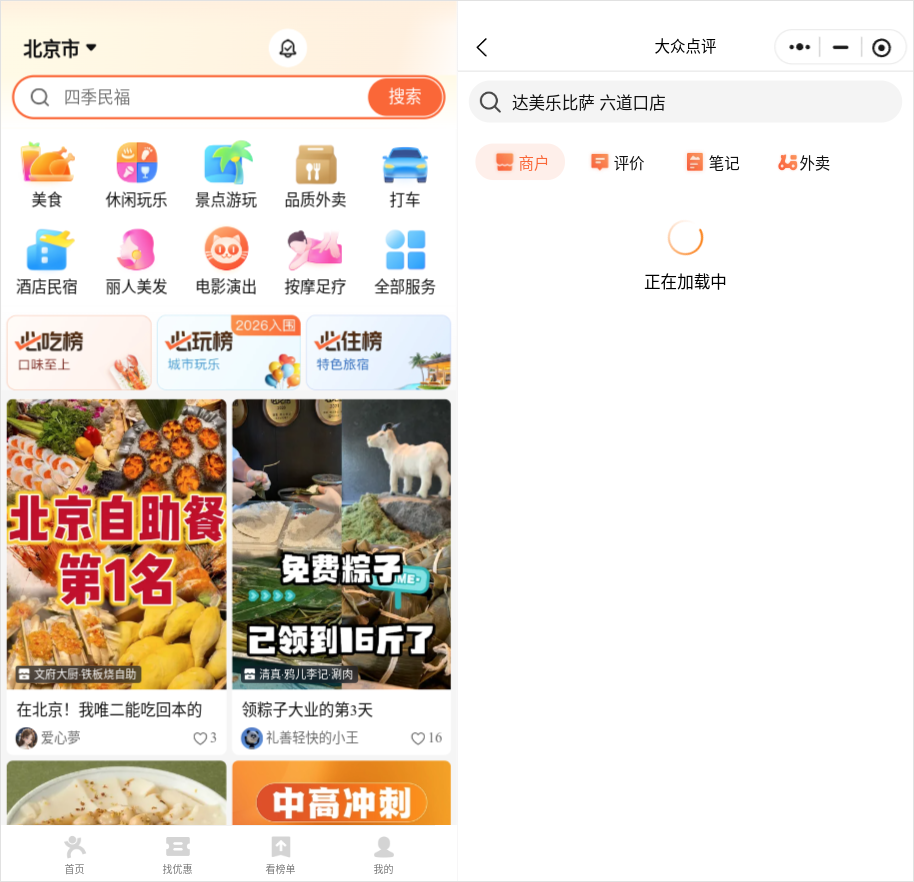 北京市
四季民福
搜索
美食
休闲玩乐
景点游玩
品质外卖
打车
酒店民宿
丽人美发
电影演出
按摩足疗
全部服务
必吃榜
口味至上
必玩榜
2026入围
城市玩乐
必住榜
特色旅宿
北京自助餐
第1名
文府大厨·铁板烧自助
在北京！我唯二能吃回本的
爱心夢
3
免费粽子
已领到16斤了
清真·鸦儿李记·涮肉
领粽子大业的第3天
礼善轻快的小王
16
中高冲刺
首页
找优惠
看榜单
我的
大众点评
达美乐比萨 六道口店
商户
评价
笔记
外卖
正在加载中